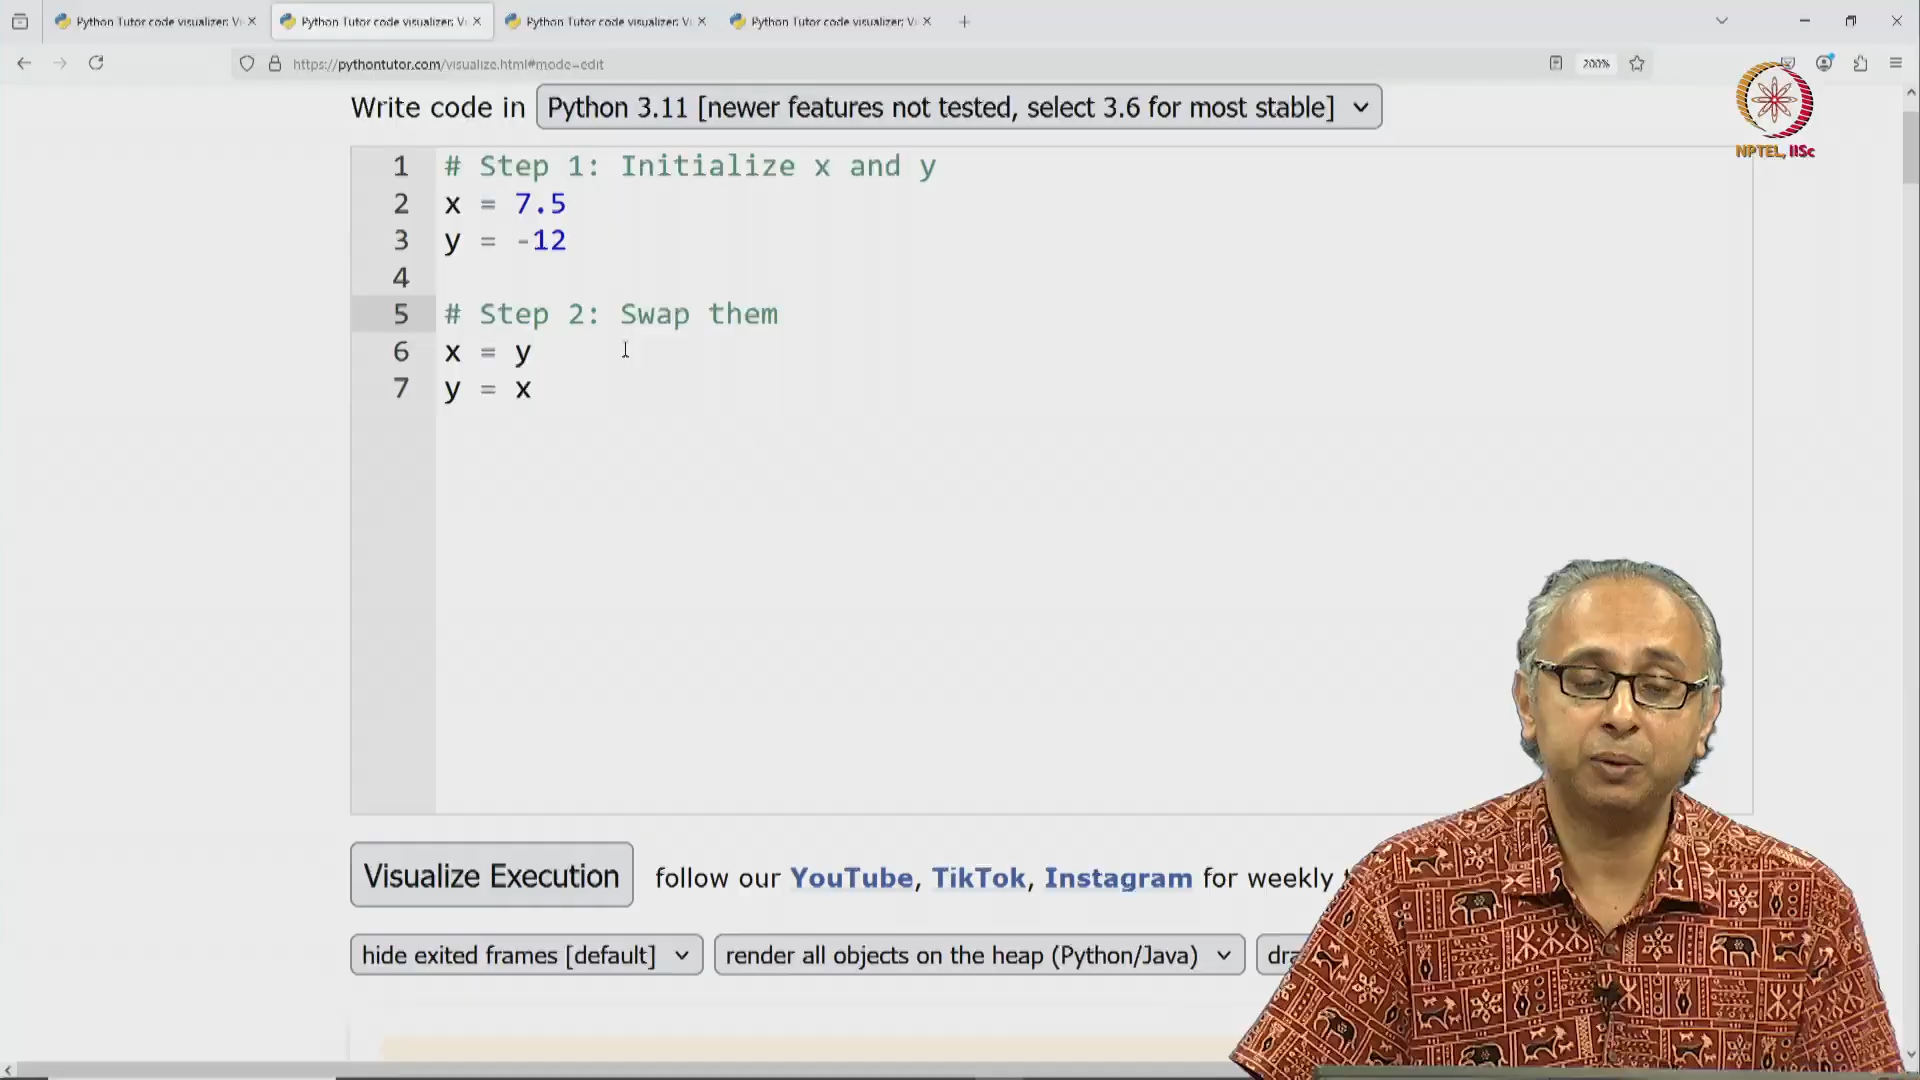 Python Tutor code visualizer: Vi
Python Tutor code visualizer: Vi
Python Tutor code visualizer: Vi
Python Tutor code visualizer: Vi
https://pythontutor.com/visualize.html#mode=edit
200%
NPTEL, IISc
Write code in Python 3.11 [newer features not tested, select 3.6 for most stable]
1 # Step 1: Initialize x and y
2 x = 7.5
3 y = -12
4
5 # Step 2: Swap them
6 x = y
7 y = x
Visualize Execution follow our YouTube, TikTok, Instagram for weekly
hide exited frames [default] render all objects on the heap (Python/Java)